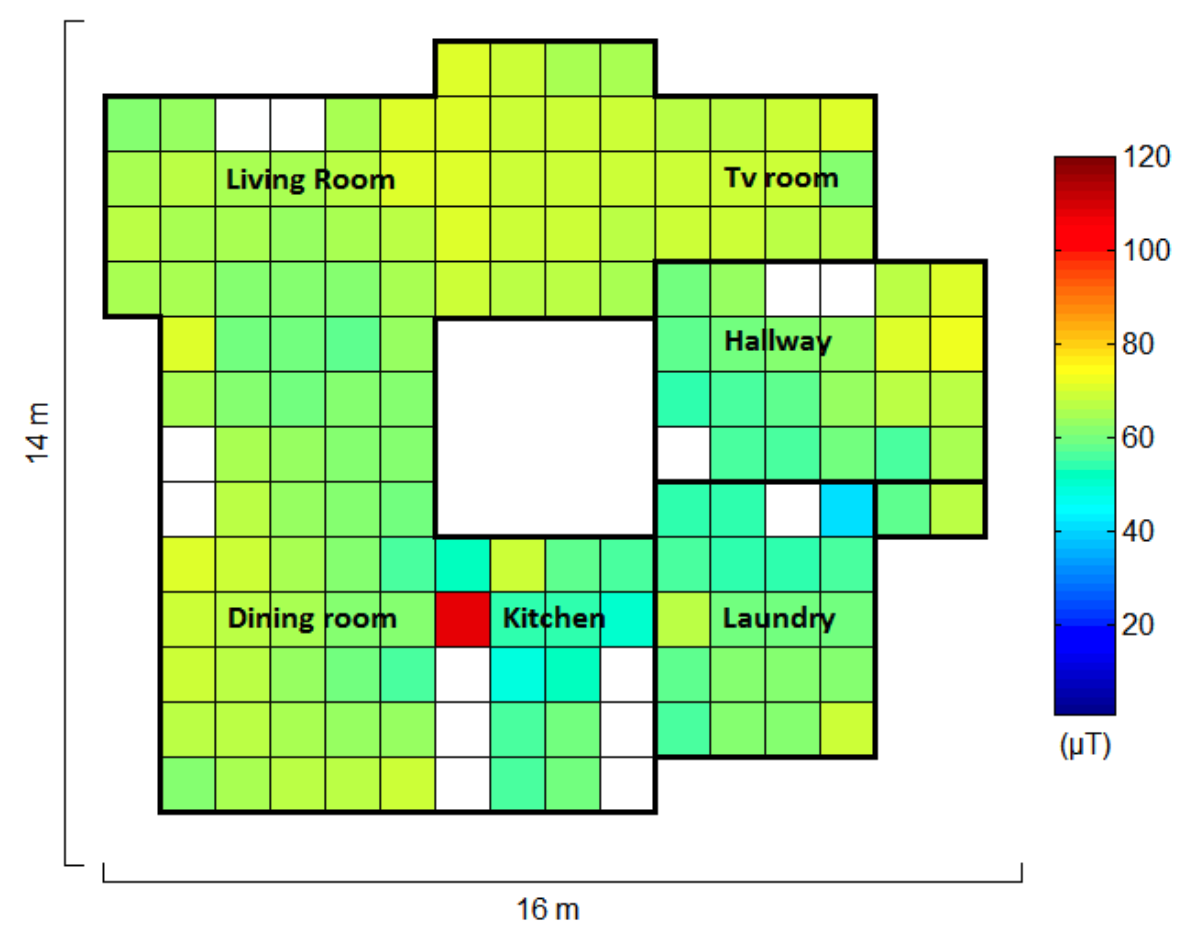 Living Room
Tv room
Hallway
Dining room
Kitchen
Laundry
14 m
16 m
120
100
80
60
40
20
(µT)